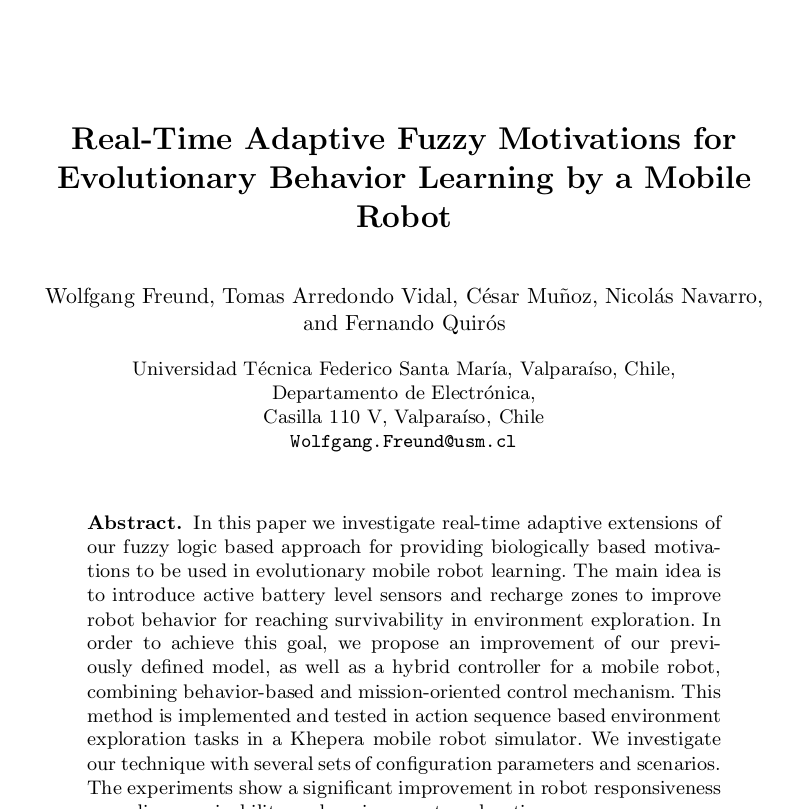 Real-Time Adaptive Fuzzy Motivations for
Evolutionary Behavior Learning by a Mobile
Robot
Wolfgang Freund, Tomas Arredondo Vidal, César Muñoz, Nicolás Navarro,
and Fernando Quirós
Universidad Técnica Federico Santa María, Valparaíso, Chile,
Departamento de Electrónica,
Casilla 110 V, Valparaíso, Chile
Wolfgang.Freund@usm.cl
Abstract. In this paper we investigate real-time adaptive extensions of
our fuzzy logic based approach for providing biologically based motiva-
tions to be used in evolutionary mobile robot learning. The main idea is
to introduce active battery level sensors and recharge zones to improve
robot behavior for reaching survivability in environment exploration. In
order to achieve this goal, we propose an improvement of our previ-
ously defined model, as well as a hybrid controller for a mobile robot,
combining behavior-based and mission-oriented control mechanism. This
method is implemented and tested in action sequence based environment
exploration tasks in a Khepera mobile robot simulator. We investigate
our technique with several sets of configuration parameters and scenarios.
The experiments show a significant improvement in robot responsiveness